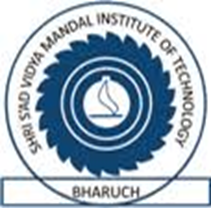 SHRI S'AD VIDYA MANDAL INSTITUTE OF TECHNOLOGY
BHARUCH